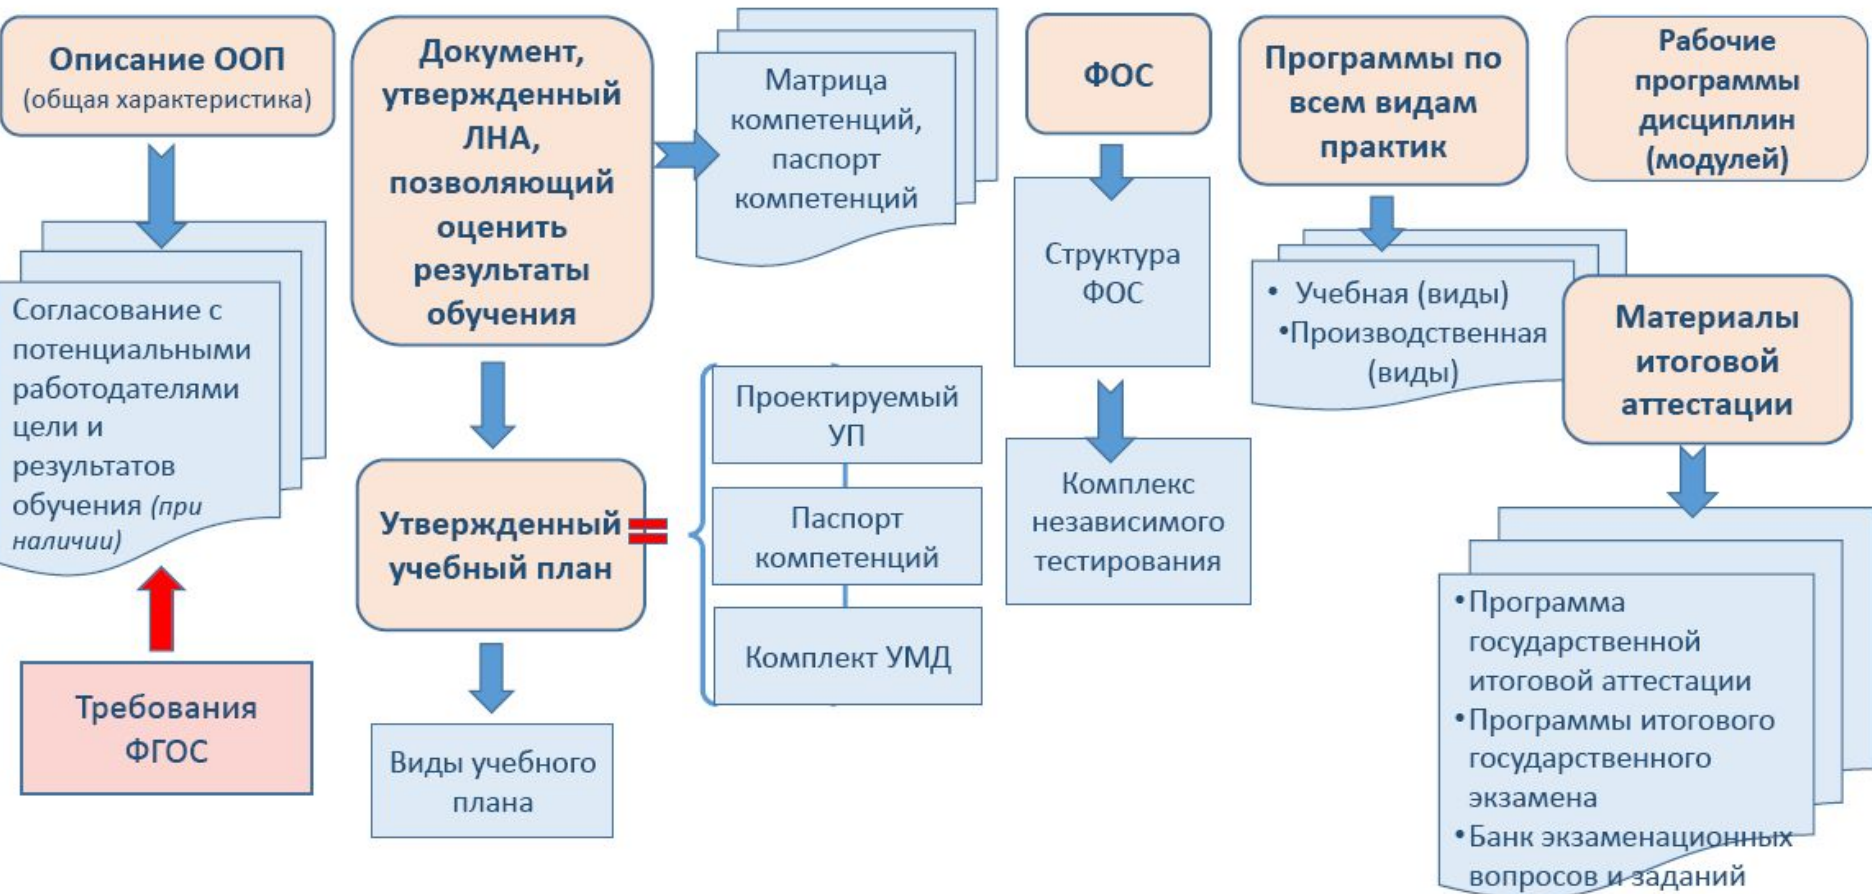 Описание ООП
(общая характеристика)
Согласование с
потенциальными
работодателями
цели и
результатов
обучения (при
наличии)
Требования
ФГОС
Документ,
утвержденный
ЛНА,
позволяющий
оценить
результаты
обучения
Матрица
компетенций,
паспорт
компетенций
Утвержденный
учебный план
Проектируемый
УП
Паспорт
компетенций
Комплект УМД
Виды учебного
плана
ФОС
Структура
ФОС
Комплекс
независимого
тестирования
Программы по
всем видам
практик
• Учебная (виды)
•Производственная
(виды)
Рабочие
программы
дисциплин
(модулей)
Материалы
итоговой
аттестации
•Программа
государственной
итоговой аттестации
•Программы итогового
государственного
экзамена
•Банк экзаменационных
вопросов и заданий